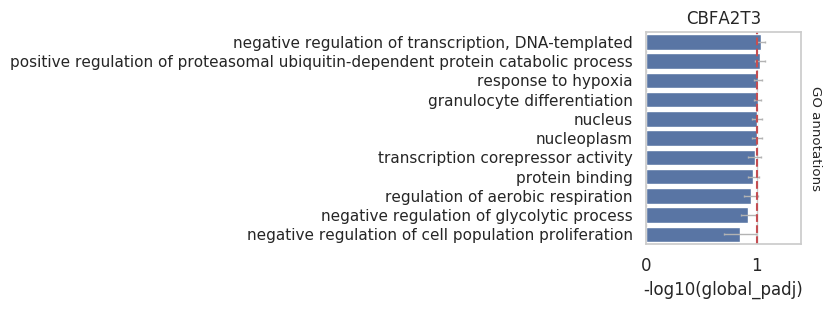 CBFA2T3
negative regulation of transcription, DNA-templated
positive regulation of proteasomal ubiquitin-dependent protein catabolic process
response to hypoxia
granulocyte differentiation
nucleus
nucleoplasm
transcription corepressor activity
protein binding
regulation of aerobic respiration
negative regulation of glycolytic process
negative regulation of cell population proliferation
GO annotations
0 1
-log10(global_padj)